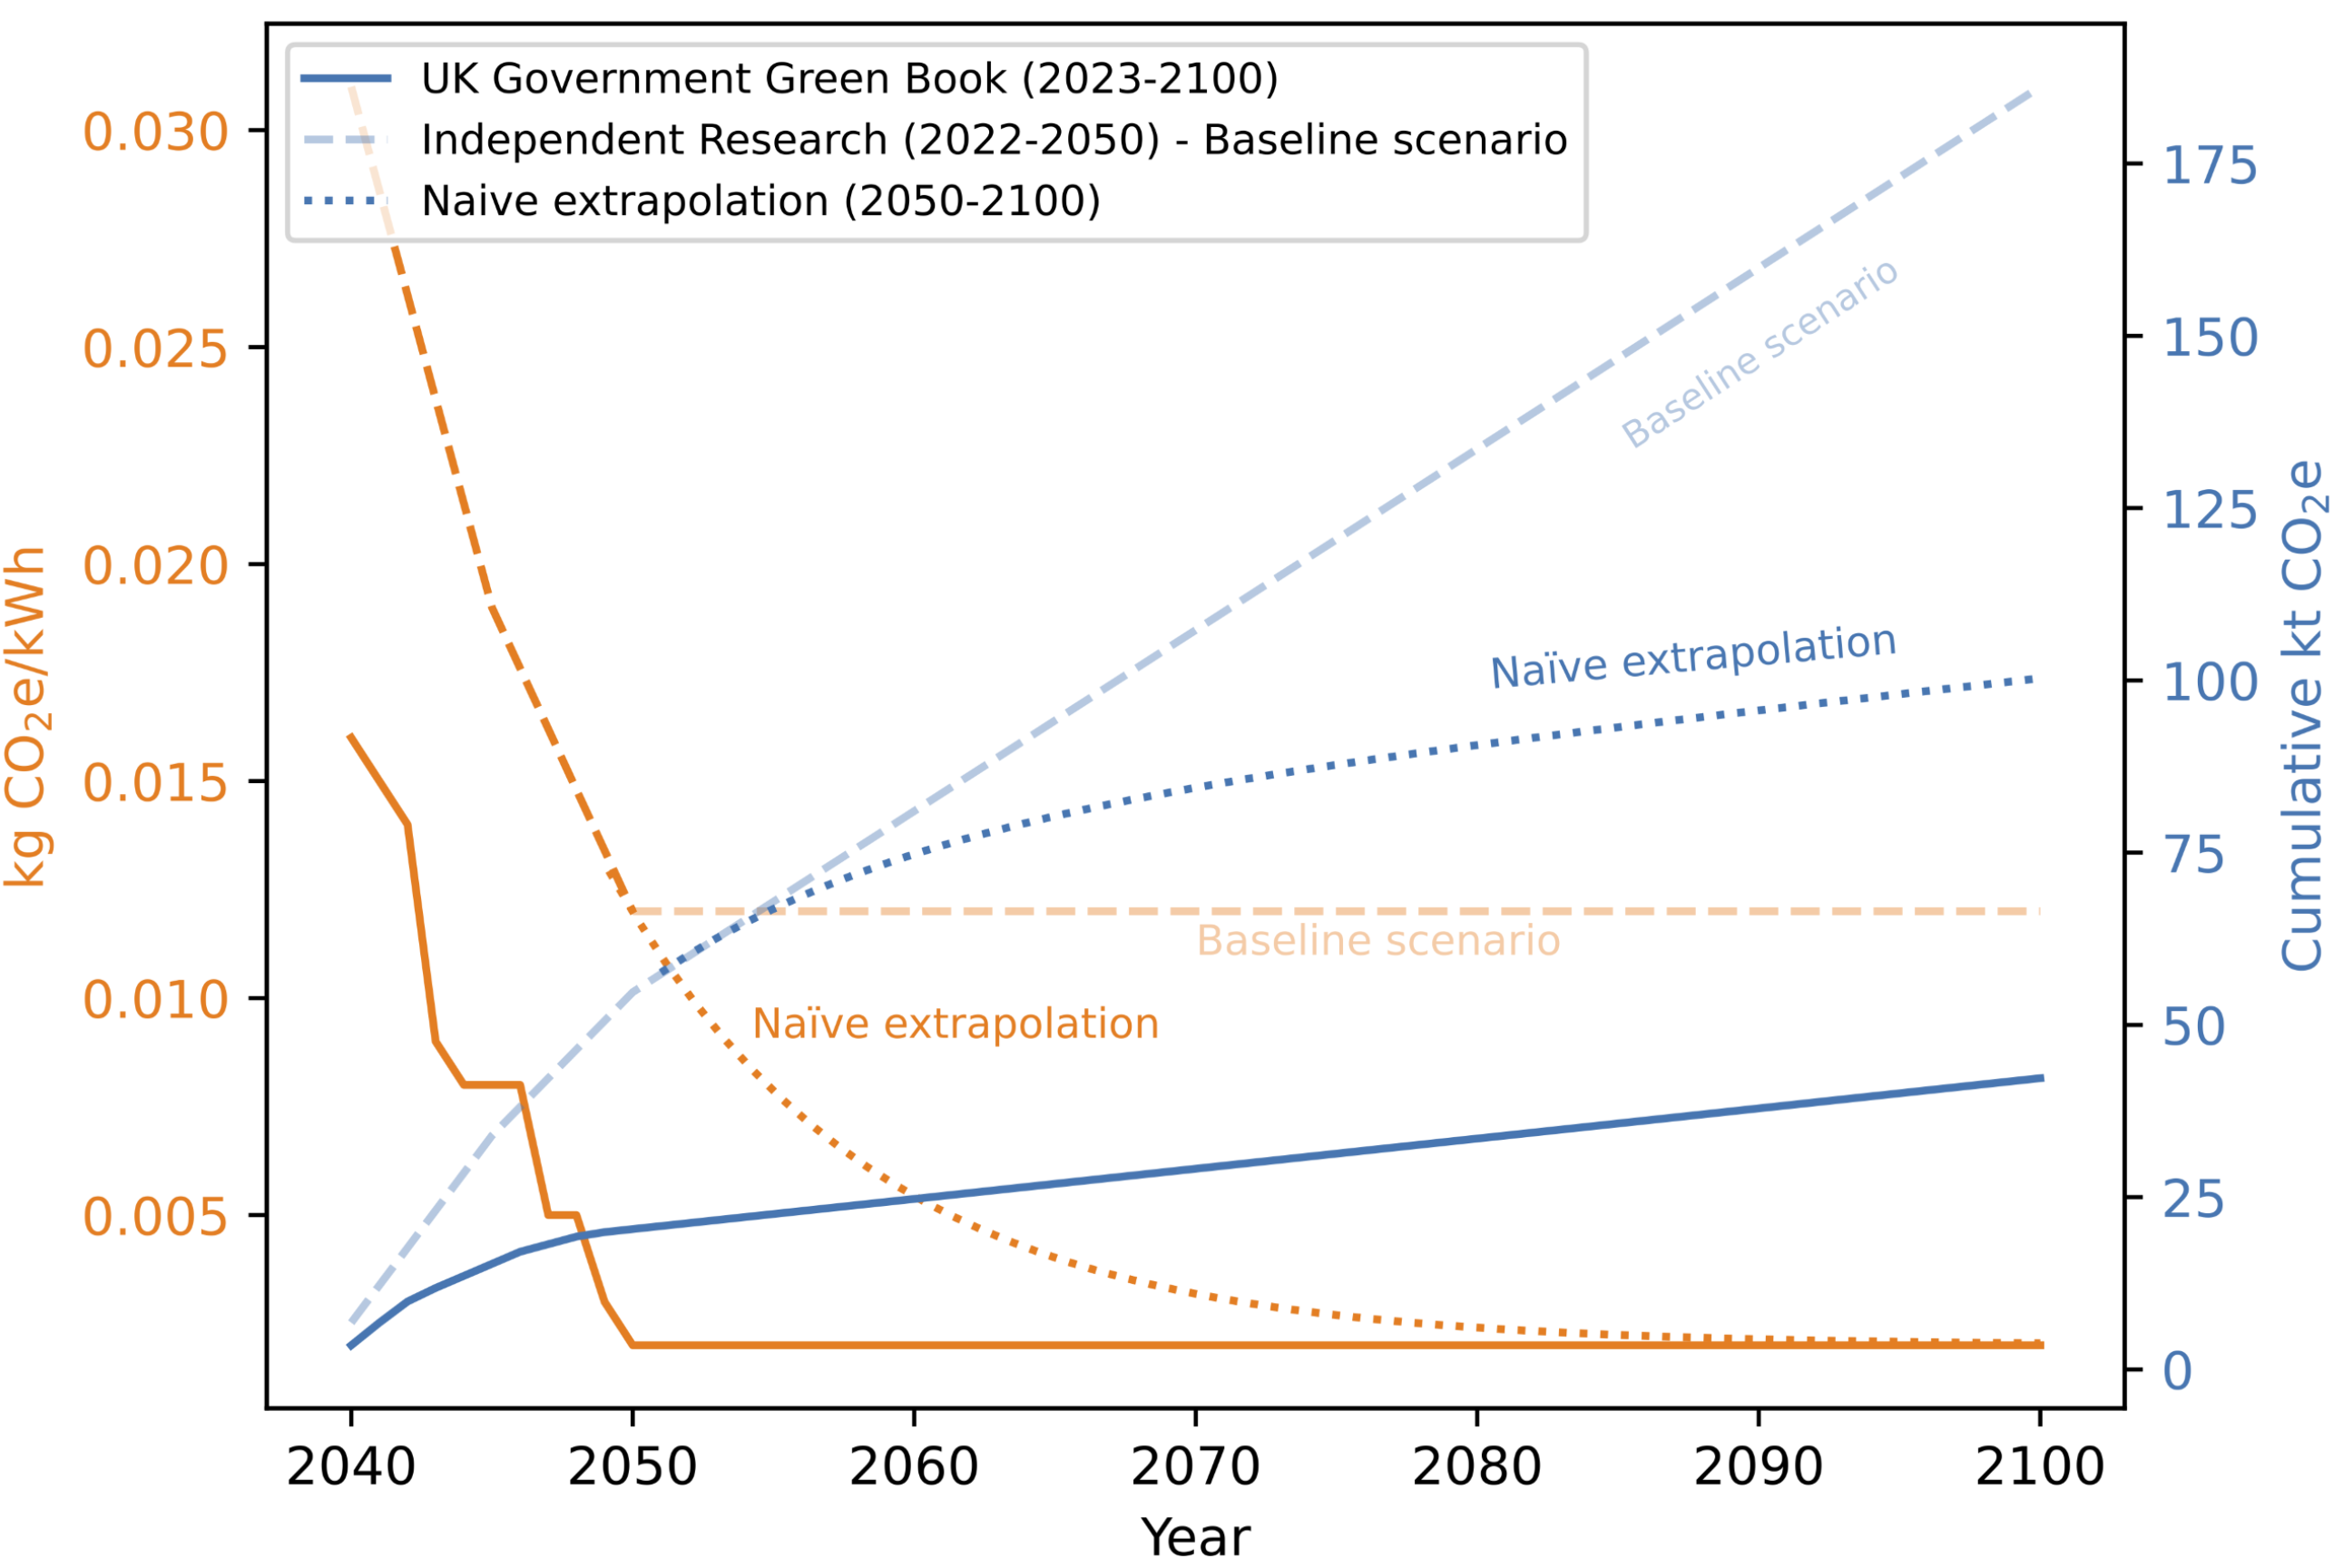 UK Government Green Book (2023-2100)
Independent Research (2022-2050) - Baseline scenario
Naive extrapolation (2050-2100)
0.030
0.025
0.020
0.015
0.010
0.005
kg CO₂e/kWh
175
150
125
100
75
50
25
0
Cumulative kt CO₂e
Baseline scenario
Naïve extrapolation
Baseline scenario
Naïve extrapolation
2040 2050 2060 2070 2080 2090 2100
Year